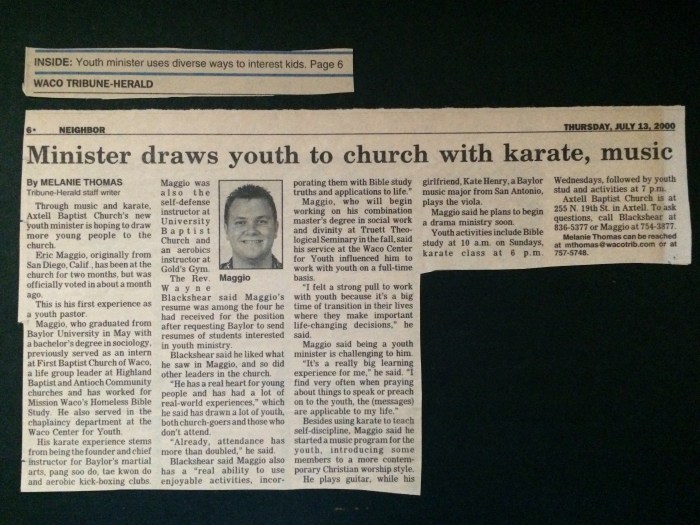 INSIDE: Youth minister uses diverse ways to interest kids. Page 6
WACO TRIBUNE-HERALD
6• NEIGHBOR
THURSDAY, JULY 13, 2000
Minister draws youth to church with karate, music
By MELANIE THOMAS
Tribune-Herald staff writer
Through music and karate,
Axtell Baptist Church's new
youth minister is hoping to draw
more young people to the
church.
Eric Maggio, originally from
San Diego, Calif., has been at the
church for two months, but was
officially voted in about a month
ago.
This is his first experience as
a youth pastor.
Maggio, who graduated from
Baylor University in May with
a bachelor's degree in sociology,
previously served as an intern
at First Baptist Church of Waco,
a life group leader at Highland
Baptist and Antioch Community
churches and has worked for
Mission Waco's Homeless Bible
Study. He also served in the
chaplaincy department at the
Waco Center for Youth.
His karate experience stems
from being the founder and chief
instructor for Baylor's martial
arts, pang soo do, tae kwon do
and aerobic kick-boxing clubs.
Maggio was
also the
self-defense
instructor at
University
Baptist
Church and
an aerobics
instructor at
Gold's Gym.
The Rev.
Wayne
Blackshear said Maggio's
resume was among the four he
had received for the position
after requesting Baylor to send
resumes of students interested
in youth ministry.
Blackshear said he liked what
he saw in Maggio, and so did
other leaders in the church.
"He has a real heart for young
people and has had a lot of
real-world experiences," which
he said has drawn a lot of youth,
both church-goers and those who
don't attend.
"Already, attendance has
more than doubled," he said.
Blackshear said Maggio also
has a "real ability to use
enjoyable activities, incor-
Maggio
porating them with Bible study
truths and applications to life."
Maggio, who will begin
working on his combination
master's degree in social work
and divinity at Truett Theo-
logical Seminary in the fall, said
his service at the Waco Center
for Youth influenced him to
work with youth on a full-time
basis.
"I felt a strong pull to work
with youth because it's a big
time of transition in their lives
where they make important
life-changing decisions," he
said.
Maggio said being a youth
minister is challenging to him.
"It's a really big learning
experience for me," he said. "I
find very often when praying
about things to speak or preach
on to the youth, the (messages)
are applicable to my life."
Besides using karate to teach
self-discipline, Maggio said he
started a music program for the
youth, introducing some
members to a more contem-
porary Christian worship style.
He plays guitar, while his
girlfriend, Kate Henry, a Baylor
music major from San Antonio,
plays the viola.
Maggio said he plans to begin
a drama ministry soon.
Youth activities include Bible
study at 10 a.m. on Sundays,
karate class at 6 p.m.
Wednesdays, followed by youth
stud and activities at 7 p.m.
Axtell Baptist Church is at
255 N. 19th St. in Axtell. To ask
questions, call Blackshear at
836-5377 or Maggio at 754-3877.
Melanie Thomas can be reached
at mthomas@wacotrib.com or at
757-5748.